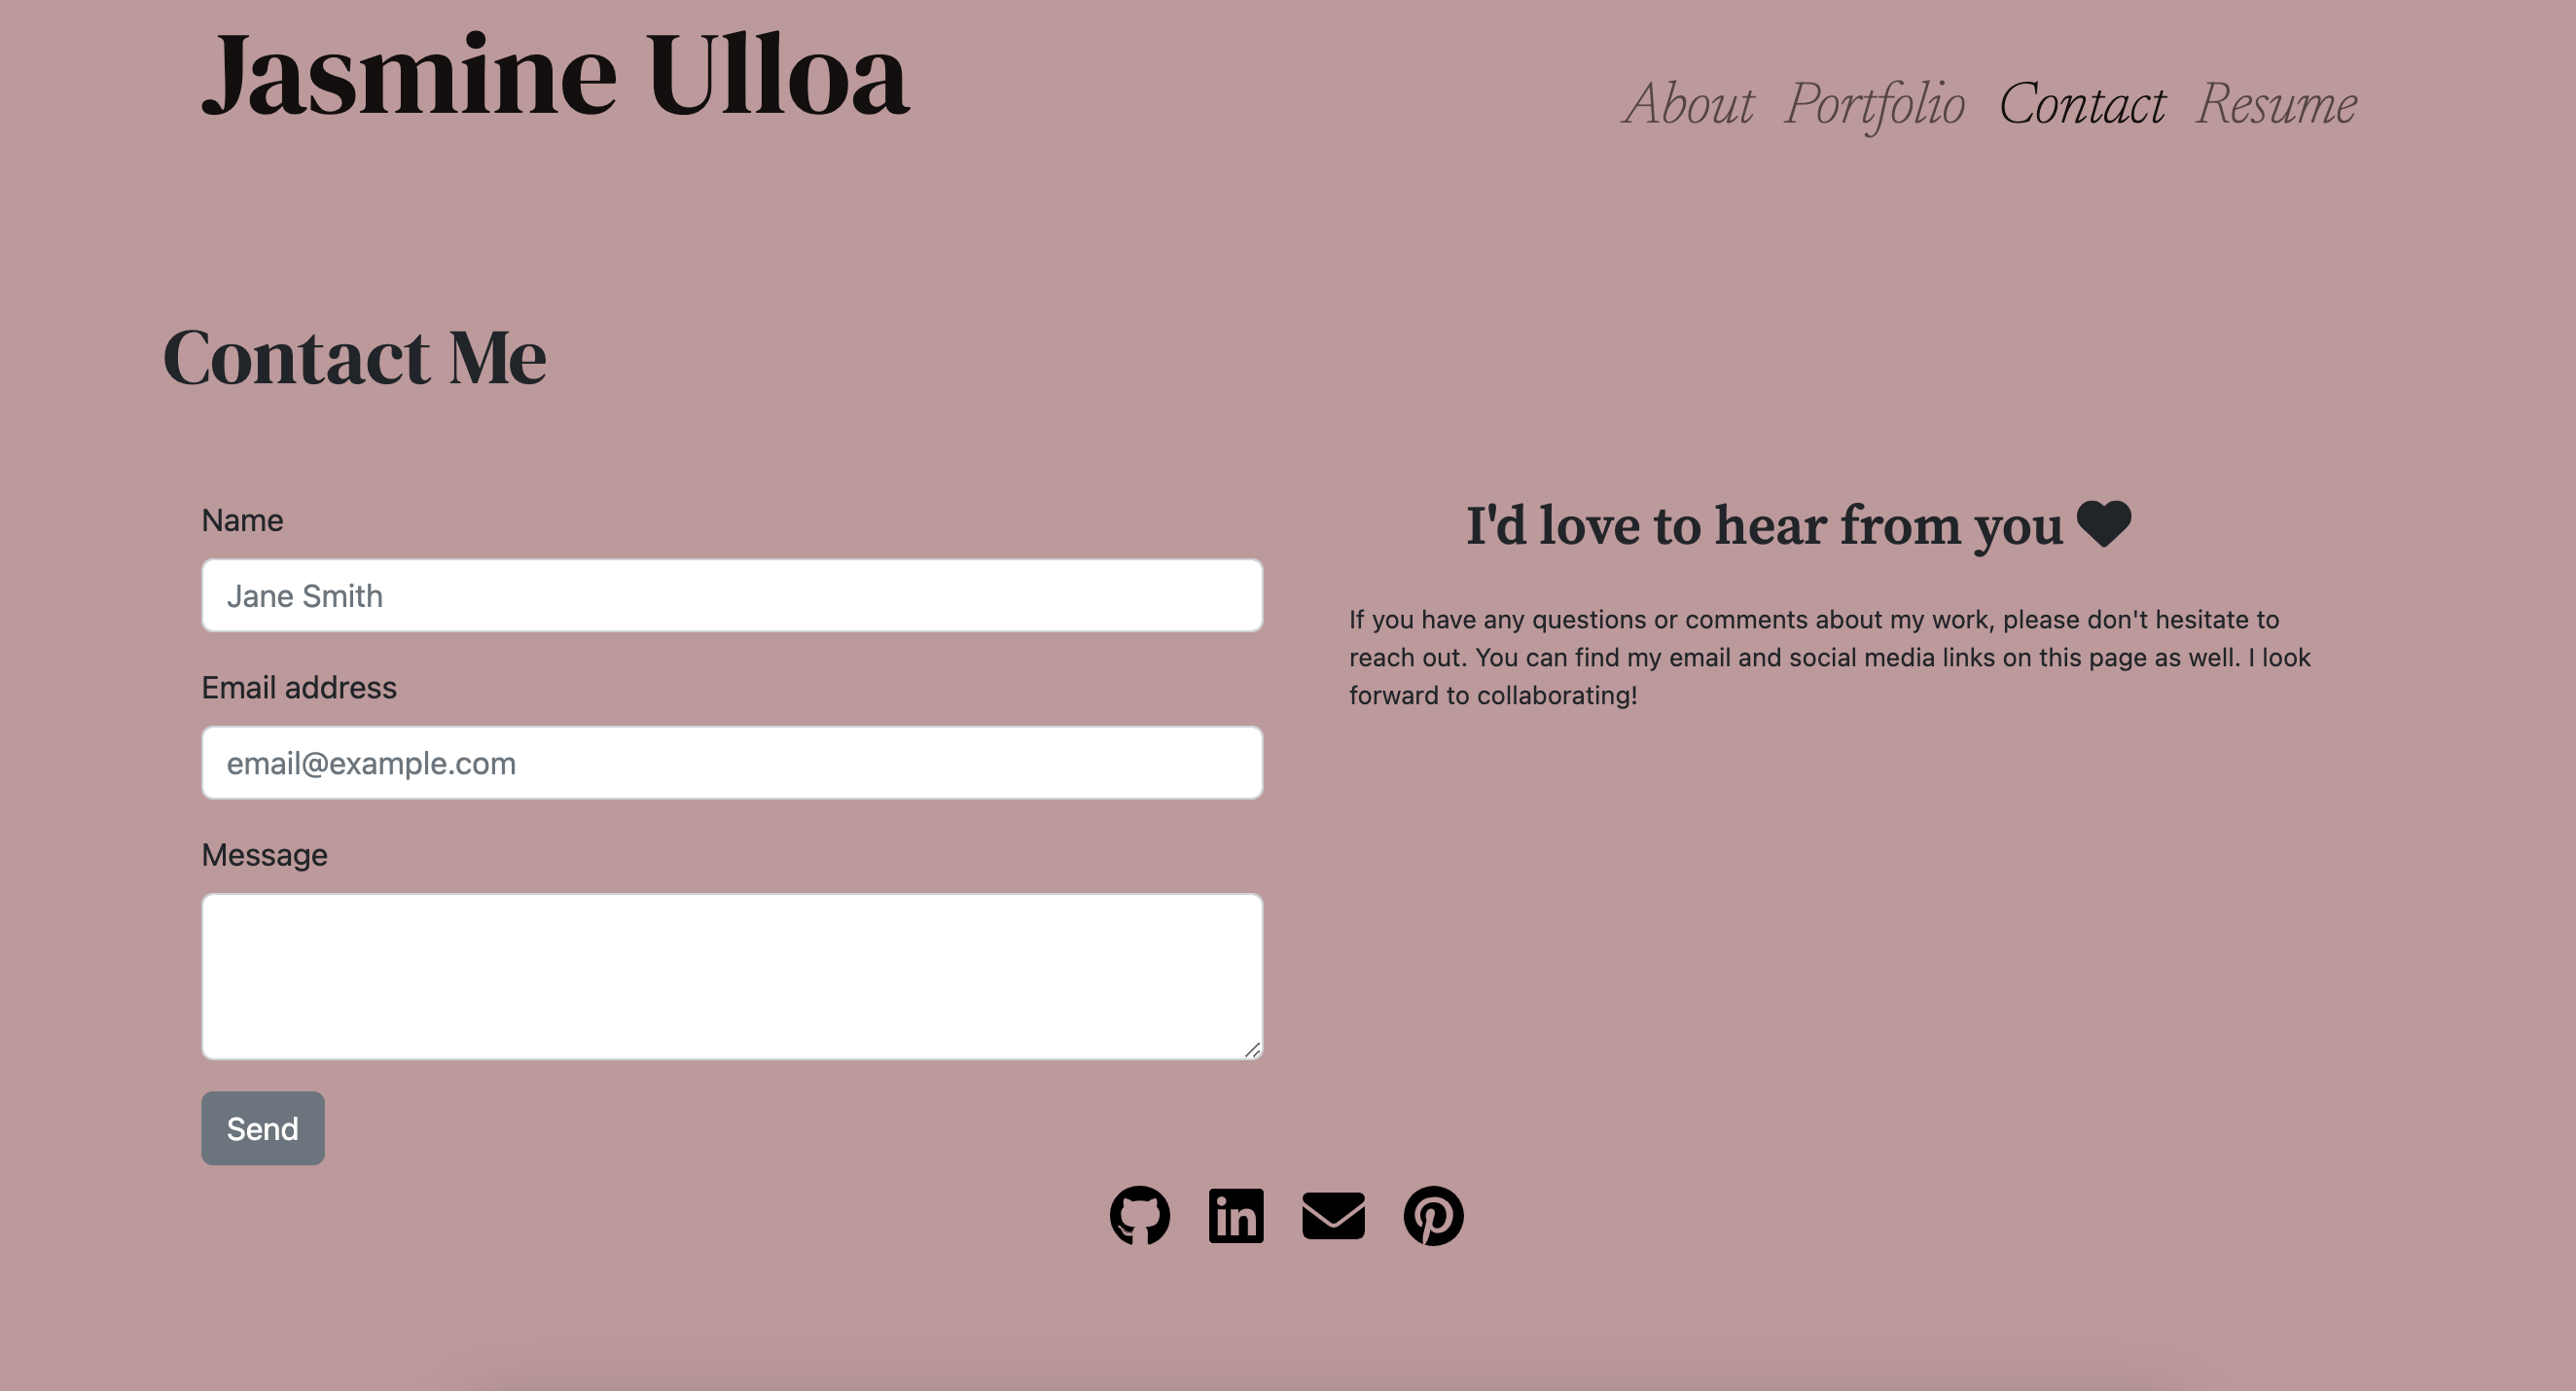 Jasmine Ulloa
About Portfolio Contact Resume
Contact Me
Name
Jane Smith
Email address
email@example.com
Message
Send
I'd love to hear from you
If you have any questions or comments about my work, please don't hesitate to
reach out. You can find my email and social media links on this page as well. I look
forward to collaborating!
in